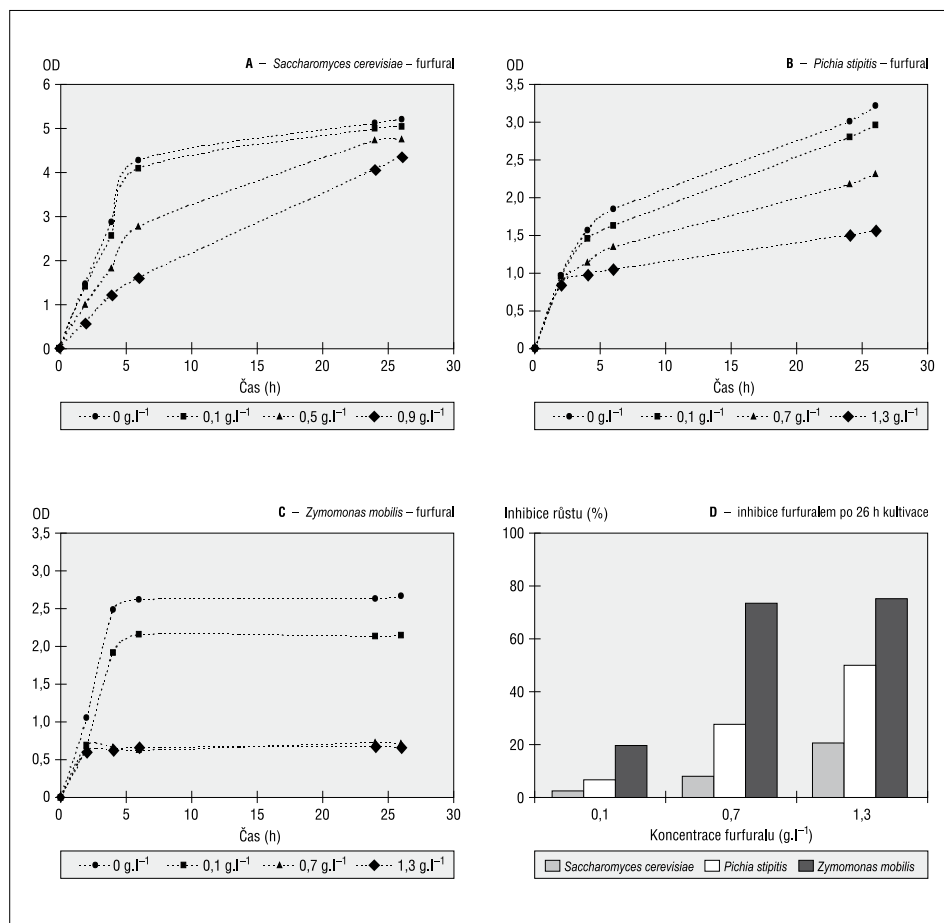 OD
A – Saccharomyces cerevisiae – furfural
6
5
4
3
2
1
0
0 5 10 15 20 25 30
Čas (h)
0 g.l⁻¹ 0,1 g.l⁻¹ 0,5 g.l⁻¹ 0,9 g.l⁻¹
OD
B – Pichia stipitis – furfural
3,5
3,0
2,5
2,0
1,5
1,0
0,5
0
0 5 10 15 20 25 30
Čas (h)
0 g.l⁻¹ 0,1 g.l⁻¹ 0,7 g.l⁻¹ 1,3 g.l⁻¹
OD
C – Zymomonas mobilis – furfural
3,5
3,0
2,5
2,0
1,5
1,0
0,5
0,0
0 5 10 15 20 25 30
Čas (h)
0 g.l⁻¹ 0,1 g.l⁻¹ 0,7 g.l⁻¹ 1,3 g.l⁻¹
Inhibice růstu (%)
D – inhibice furfuralem po 26 h kultivace
100
80
60
40
20
0
0,1 0,7 1,3
Koncentrace furfuralu (g.l⁻¹)
Saccharomyces cerevisiae Pichia stipitis Zymomonas mobilis